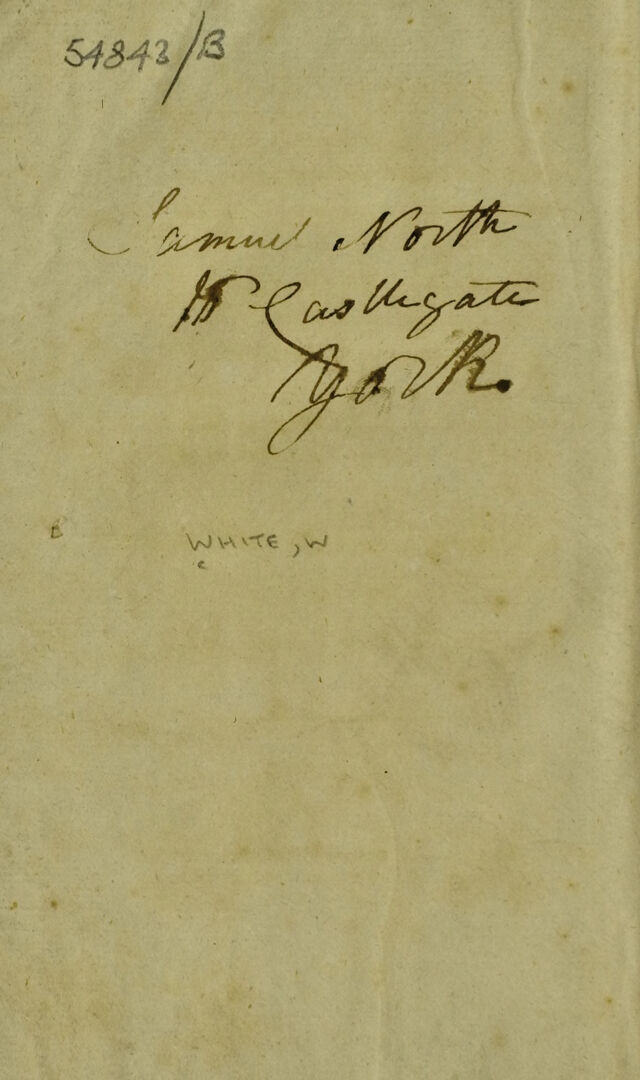 54843/B
Samuel North
Castlegate
York.
WHITE, W